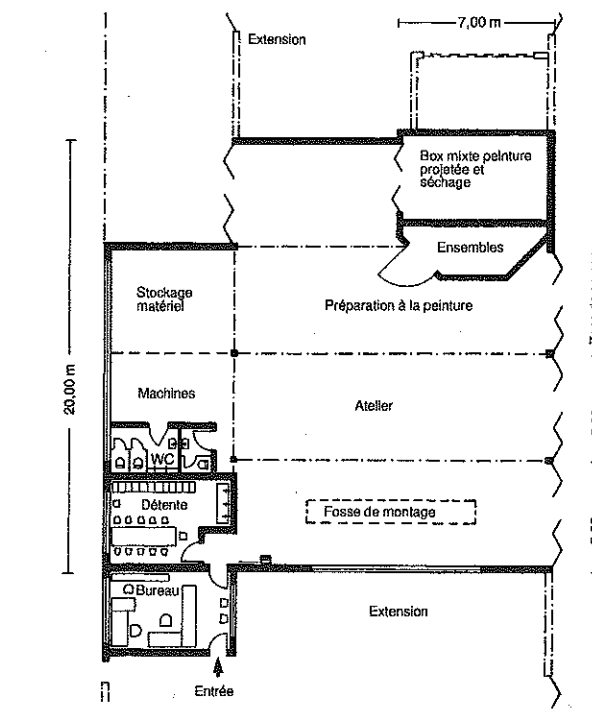 7,00 m
Extension
Box mixte peinture
projetée et
séchage
Ensembles
Stockage
matériel
Préparation à la peinture
20,00 m
Machines
Atelier
WC
Détente
Fosse de montage
Bureau
Extension
Entrée